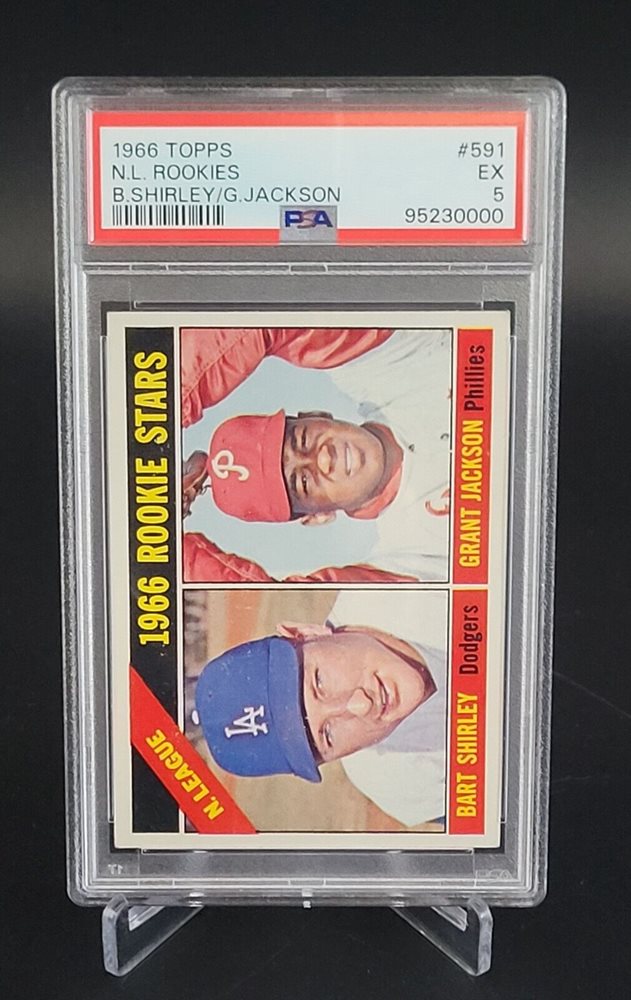 1966 TOPPS #591
N.L. ROOKIES EX
B.SHIRLEY/G.JACKSON 5
PSA 95230000
1966 ROOKIE STARS
N. LEAGUE
P
LA
BART SHIRLEY Dodgers
GRANT JACKSON Phillies